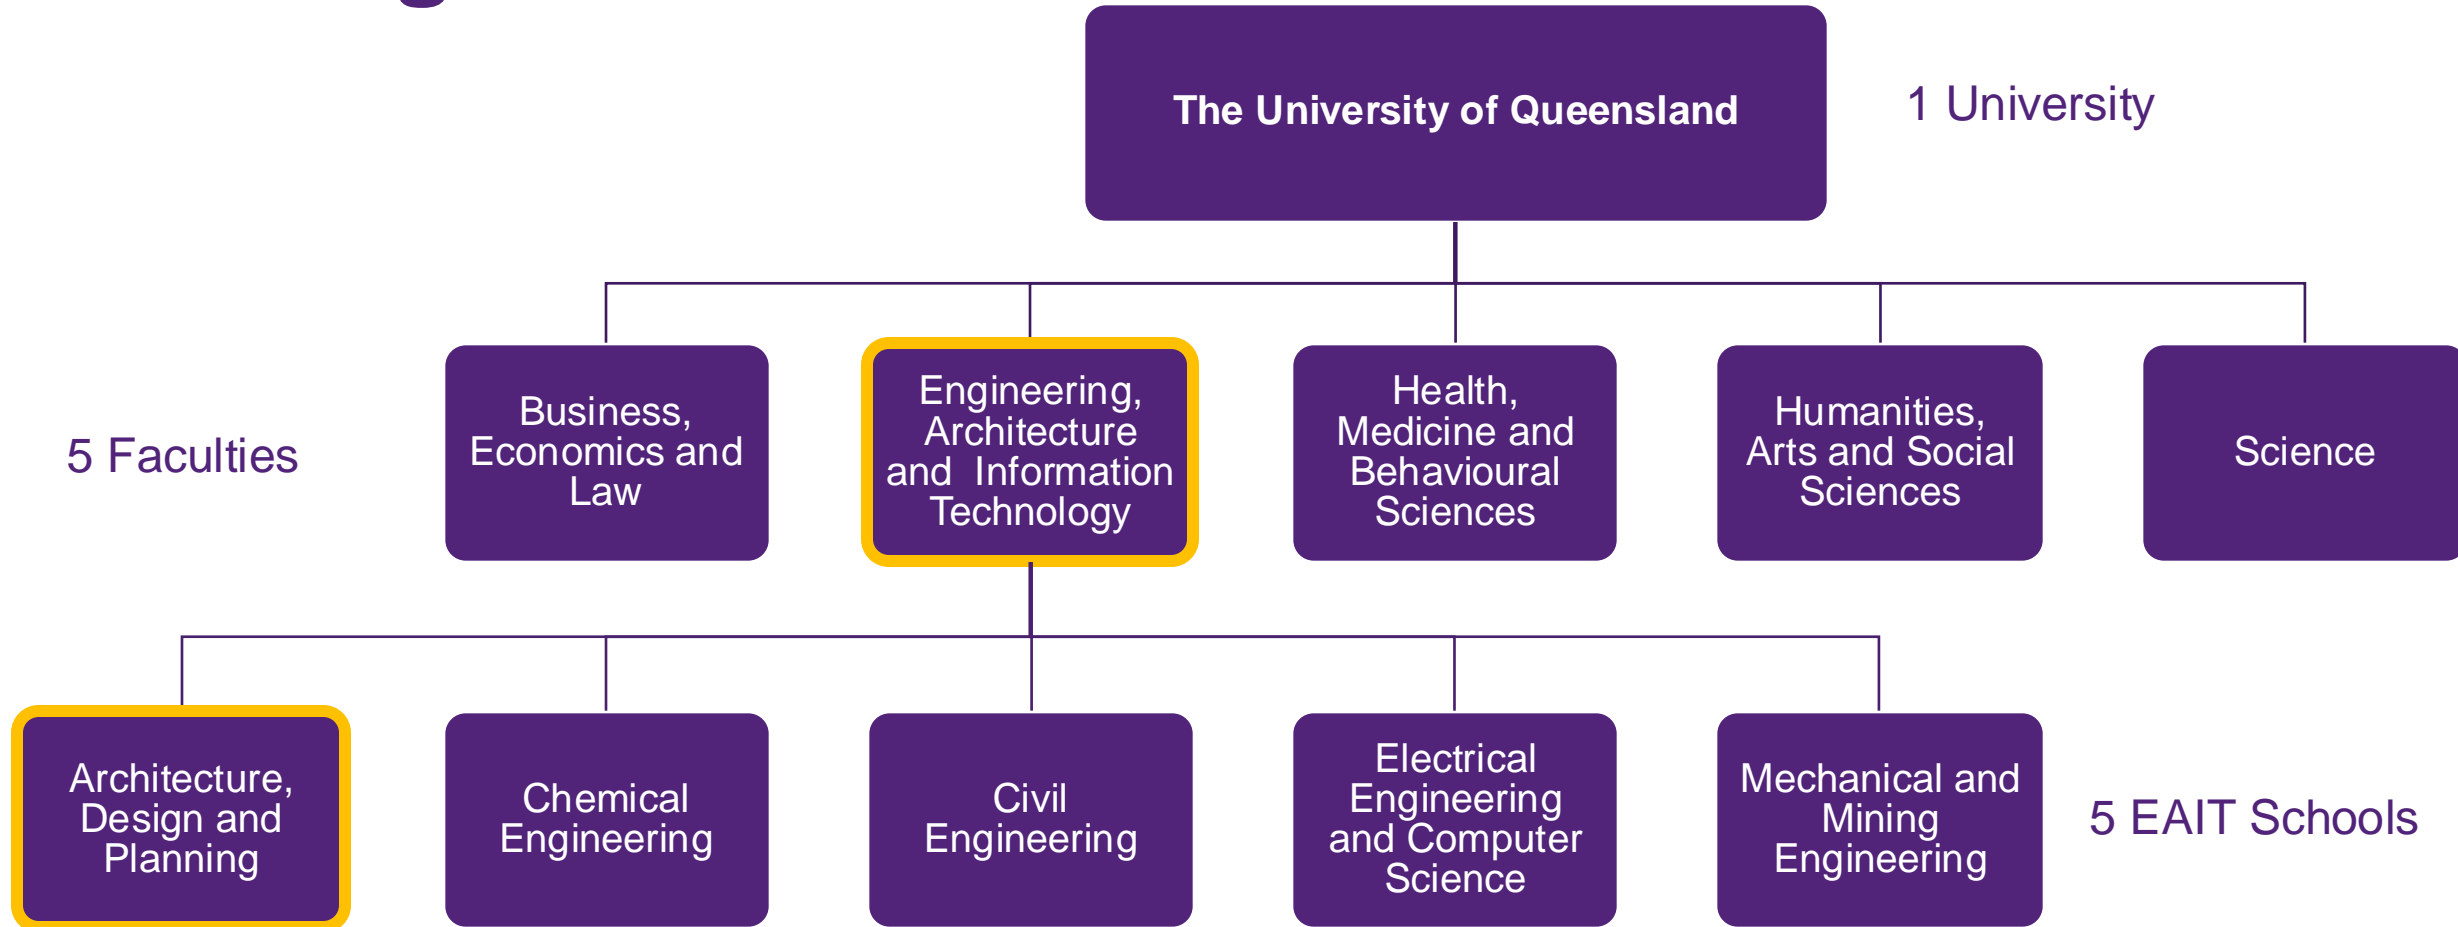 The University of Queensland
1 University
5 Faculties
Business,
Economics and
Law
Engineering,
Architecture
and Information
Technology
Health,
Medicine and
Behavioural
Sciences
Humanities,
Arts and Social
Sciences
Science
Architecture,
Design and
Planning
Chemical
Engineering
Civil
Engineering
Electrical
Engineering
and Computer
Science
Mechanical and
Mining
Engineering
5 EAIT Schools